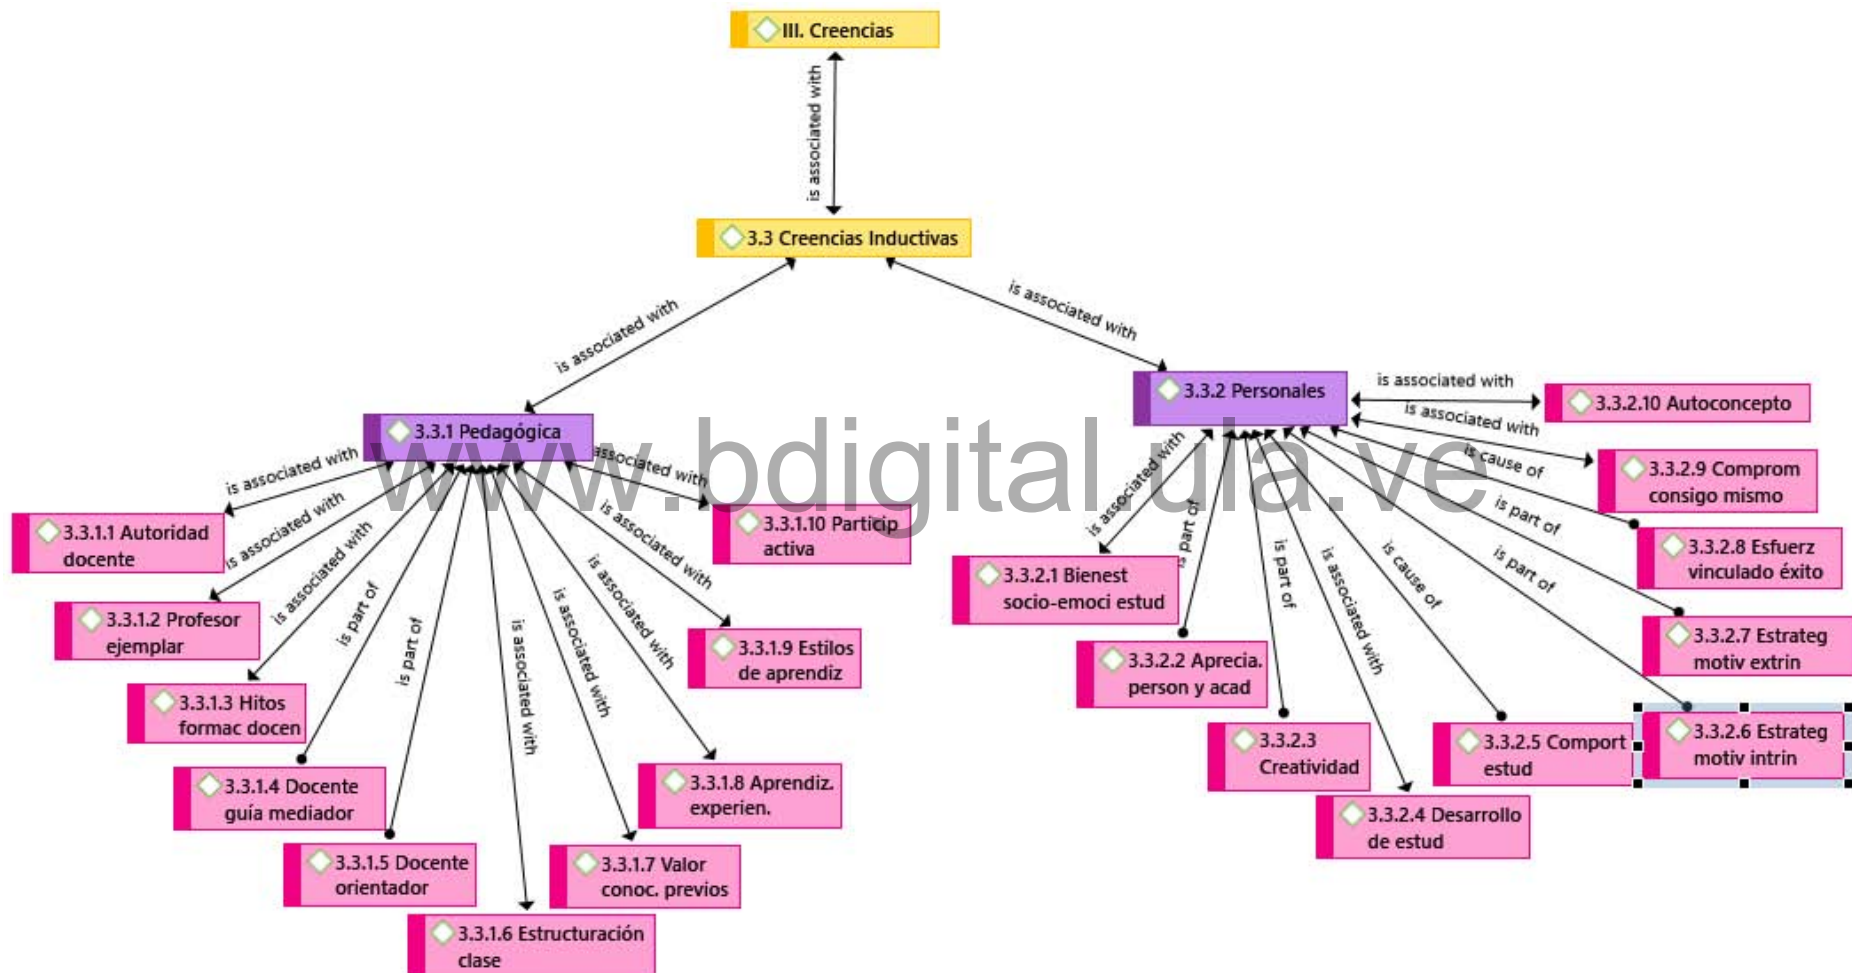 III. Creencias
is associated with
3.3 Creencias Inductivas
is associated with
is associated with
3.3.1 Pedagógica
3.3.2 Personales
www.bdigital.ula.ve
is associated with
is associated with
is associated with
is part of
is part of
is associated with
is associated with
is associated with
is associated with
associated with
3.3.1.1 Autoridad
docente
3.3.1.2 Profesor
ejemplar
3.3.1.3 Hitos
formac docen
3.3.1.4 Docente
guía mediador
3.3.1.5 Docente
orientador
3.3.1.6 Estructuración
clase
3.3.1.7 Valor
conoc. previos
3.3.1.8 Aprendiz.
experien.
3.3.1.9 Estilos
de aprendiz
3.3.1.10 Particip
activa
is associated with
is part of
is part of
is associated with
is cause of
is part of
is part of
is cause of
is associated with
is associated with
3.3.2.1 Bienest
socio-emoci estud
3.3.2.2 Aprecia.
person y acad
3.3.2.3
Creatividad
3.3.2.4 Desarrollo
de estud
3.3.2.5 Comport
estud
3.3.2.6 Estrateg
motiv intrin
3.3.2.7 Estrateg
motiv extrin
3.3.2.8 Esfuerz
vinculado éxito
3.3.2.9 Comprom
consigo mismo
3.3.2.10 Autoconcepto